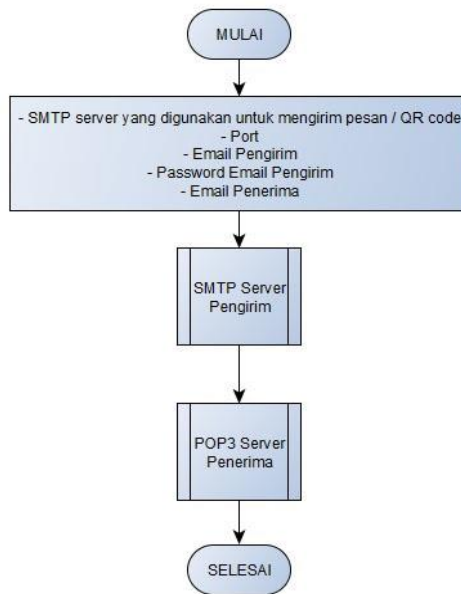 MULAI
- SMTP server yang digunakan untuk mengirim pesan / QR code
- Port
- Email Pengirim
- Password Email Pengirim
- Email Penerima
SMTP Server
Pengirim
POP3 Server
Penerima
SELESAI